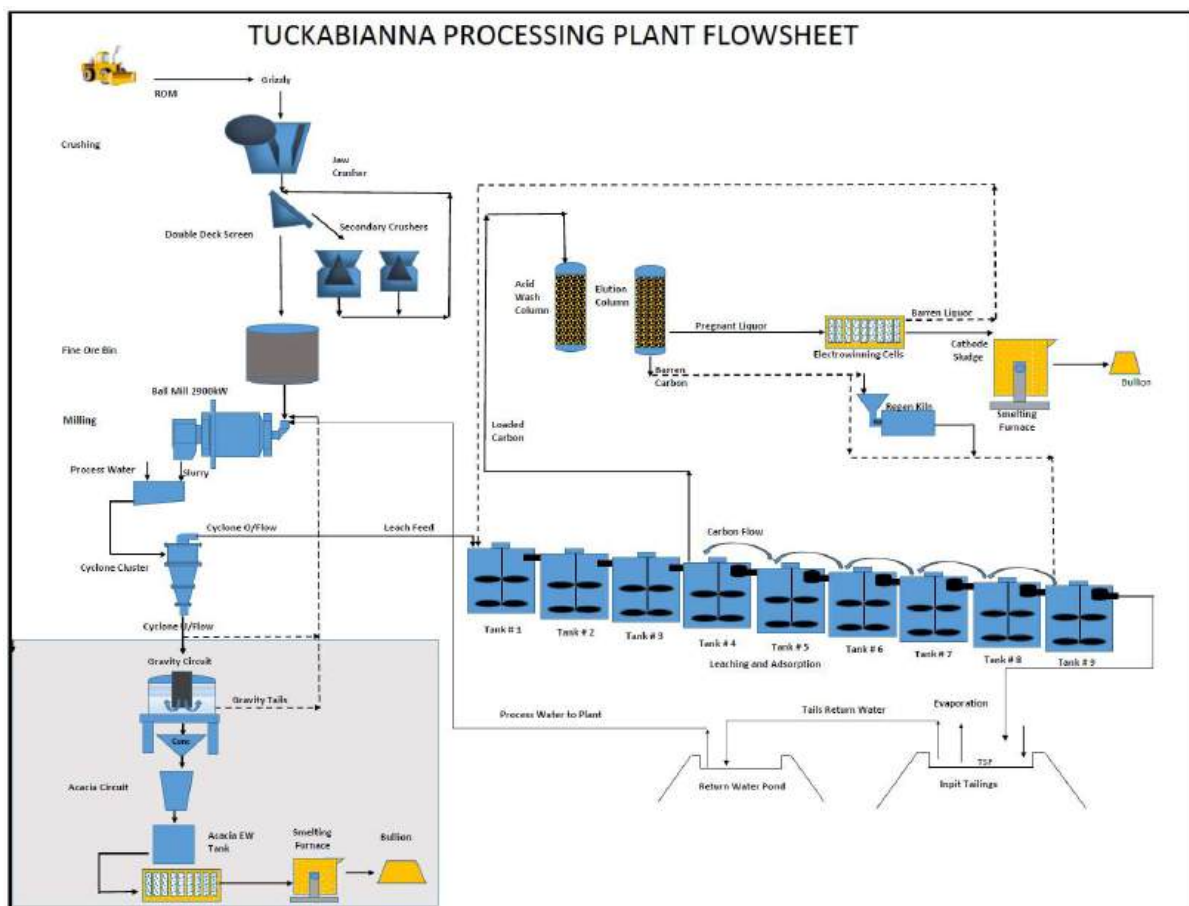 TUCKABIANNA PROCESSING PLANT FLOWSHEET
ROM
Grizzly
Crushing
Jaw
Crusher
Double Deck Screen
Secondary Crushers
Acid
Wash
Column
Elution
Column
Pregnant Liquor
Barren Liquor
Electrowinning Cells
Cathode
Sludge
Bullion
Smelting
Furnace
Barren
Carbon
Regen Kiln
Fine Ore Bin
Ball Mill 2900kW
Milling
Loaded
Carbon
Process Water
Slurry
Cyclone O/Flow
Leach Feed
Carbon Flow
Cyclone Cluster
Cyclone U/Flow
Tank # 1
Tank # 2
Tank # 3
Tank # 4
Tank # 5
Tank # 6
Tank # 7
Tank # 8
Tank # 9
Leaching and Adsorption
Gravity Circuit
Gravity Tails
Conc
Process Water to Plant
Tails Return Water
Evaporation
TSF
Return Water Pond
Inpit Tailings
Acacia Circuit
Acacia EW
Tank
Smelting
Furnace
Bullion